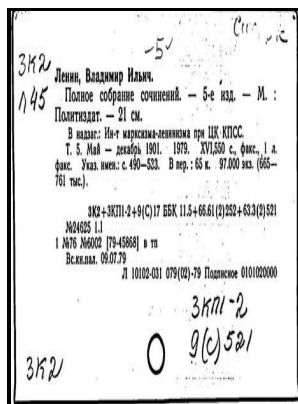 -5-
3К2
Л45
Ленин, Владимир Ильич.
Полное собрание сочинений. — 5-е изд. — М. :
Политиздат. — 21 см.
В надзаг.: Ин-т марксизма-ленинизма при ЦК КПСС.
Т. 5. Май — декабрь 1901. 1979. XVI,550 с., факс., 1 л.
факс. Указ. имен.: с. 490—523. В пер. : 65 к. 97.000 экз. (665—
761 тыс.).
3К2+3КП1-2+9(С)17 ББК 11.5+66.61(2)252+63.3(2)521
№24625 1.1
1 №76 №6002 [79-45868] в тп
Вс.кн.пал. 09.07.79
Л 10102-031 079(02)-79 Подписное 0101020000
3КП1-2
9(с)521
3К2